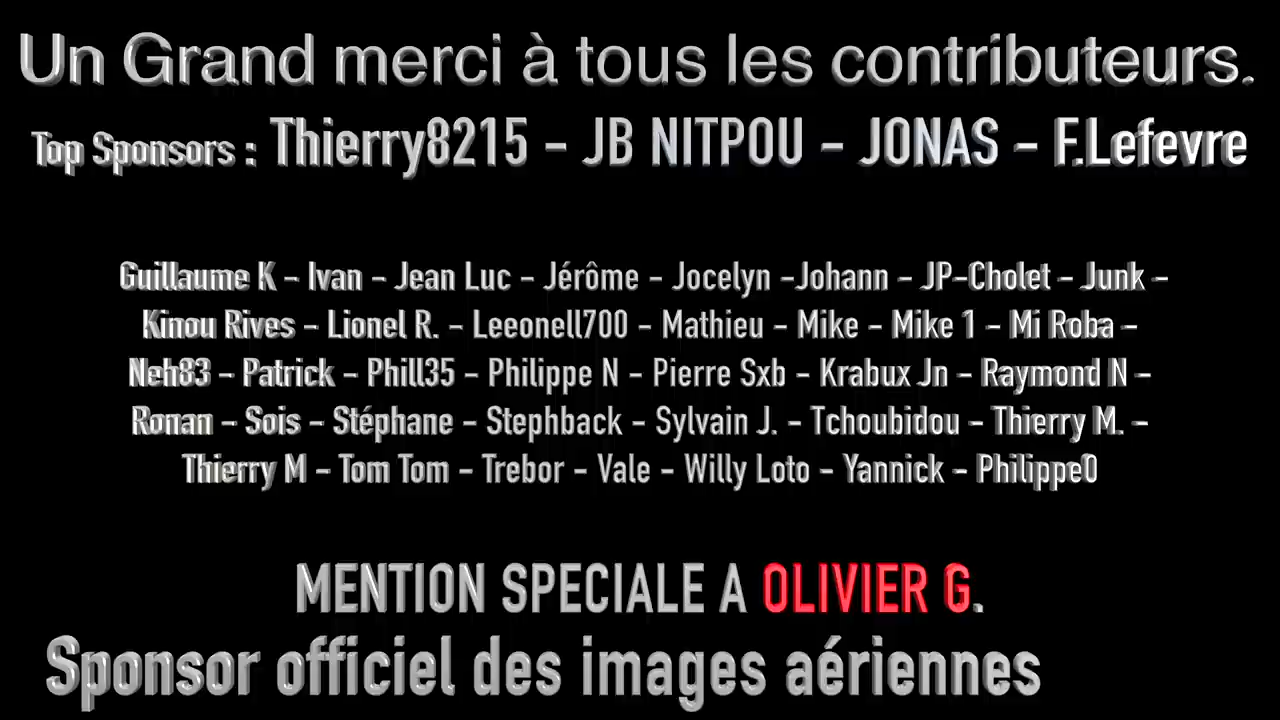 Un Grand merci à tous les contributeurs.
Top Sponsors : Thierry8215 - JB NITPOU - JONAS - F.Lefevre
Guillaume K - Ivan - Jean Luc - Jérôme - Jocelyn -Johann - JP-Cholet - Junk -
Kinou Rives - Lionel R. - Leeonell700 - Mathieu - Mike - Mike 1 - Mi Roba -
Neh83 - Patrick - Phill35 - Philippe N - Pierre Sxb - Krabux Jn - Raymond N -
Ronan - Sois - Stéphane - Stephback - Sylvain J. - Tchoubidou - Thierry M. -
Thierry M - Tom Tom - Trebor - Vale - Willy Loto - Yannick - PhilippeO
MENTION SPECIALE A OLIVIER G.
Sponsor officiel des images aériennes